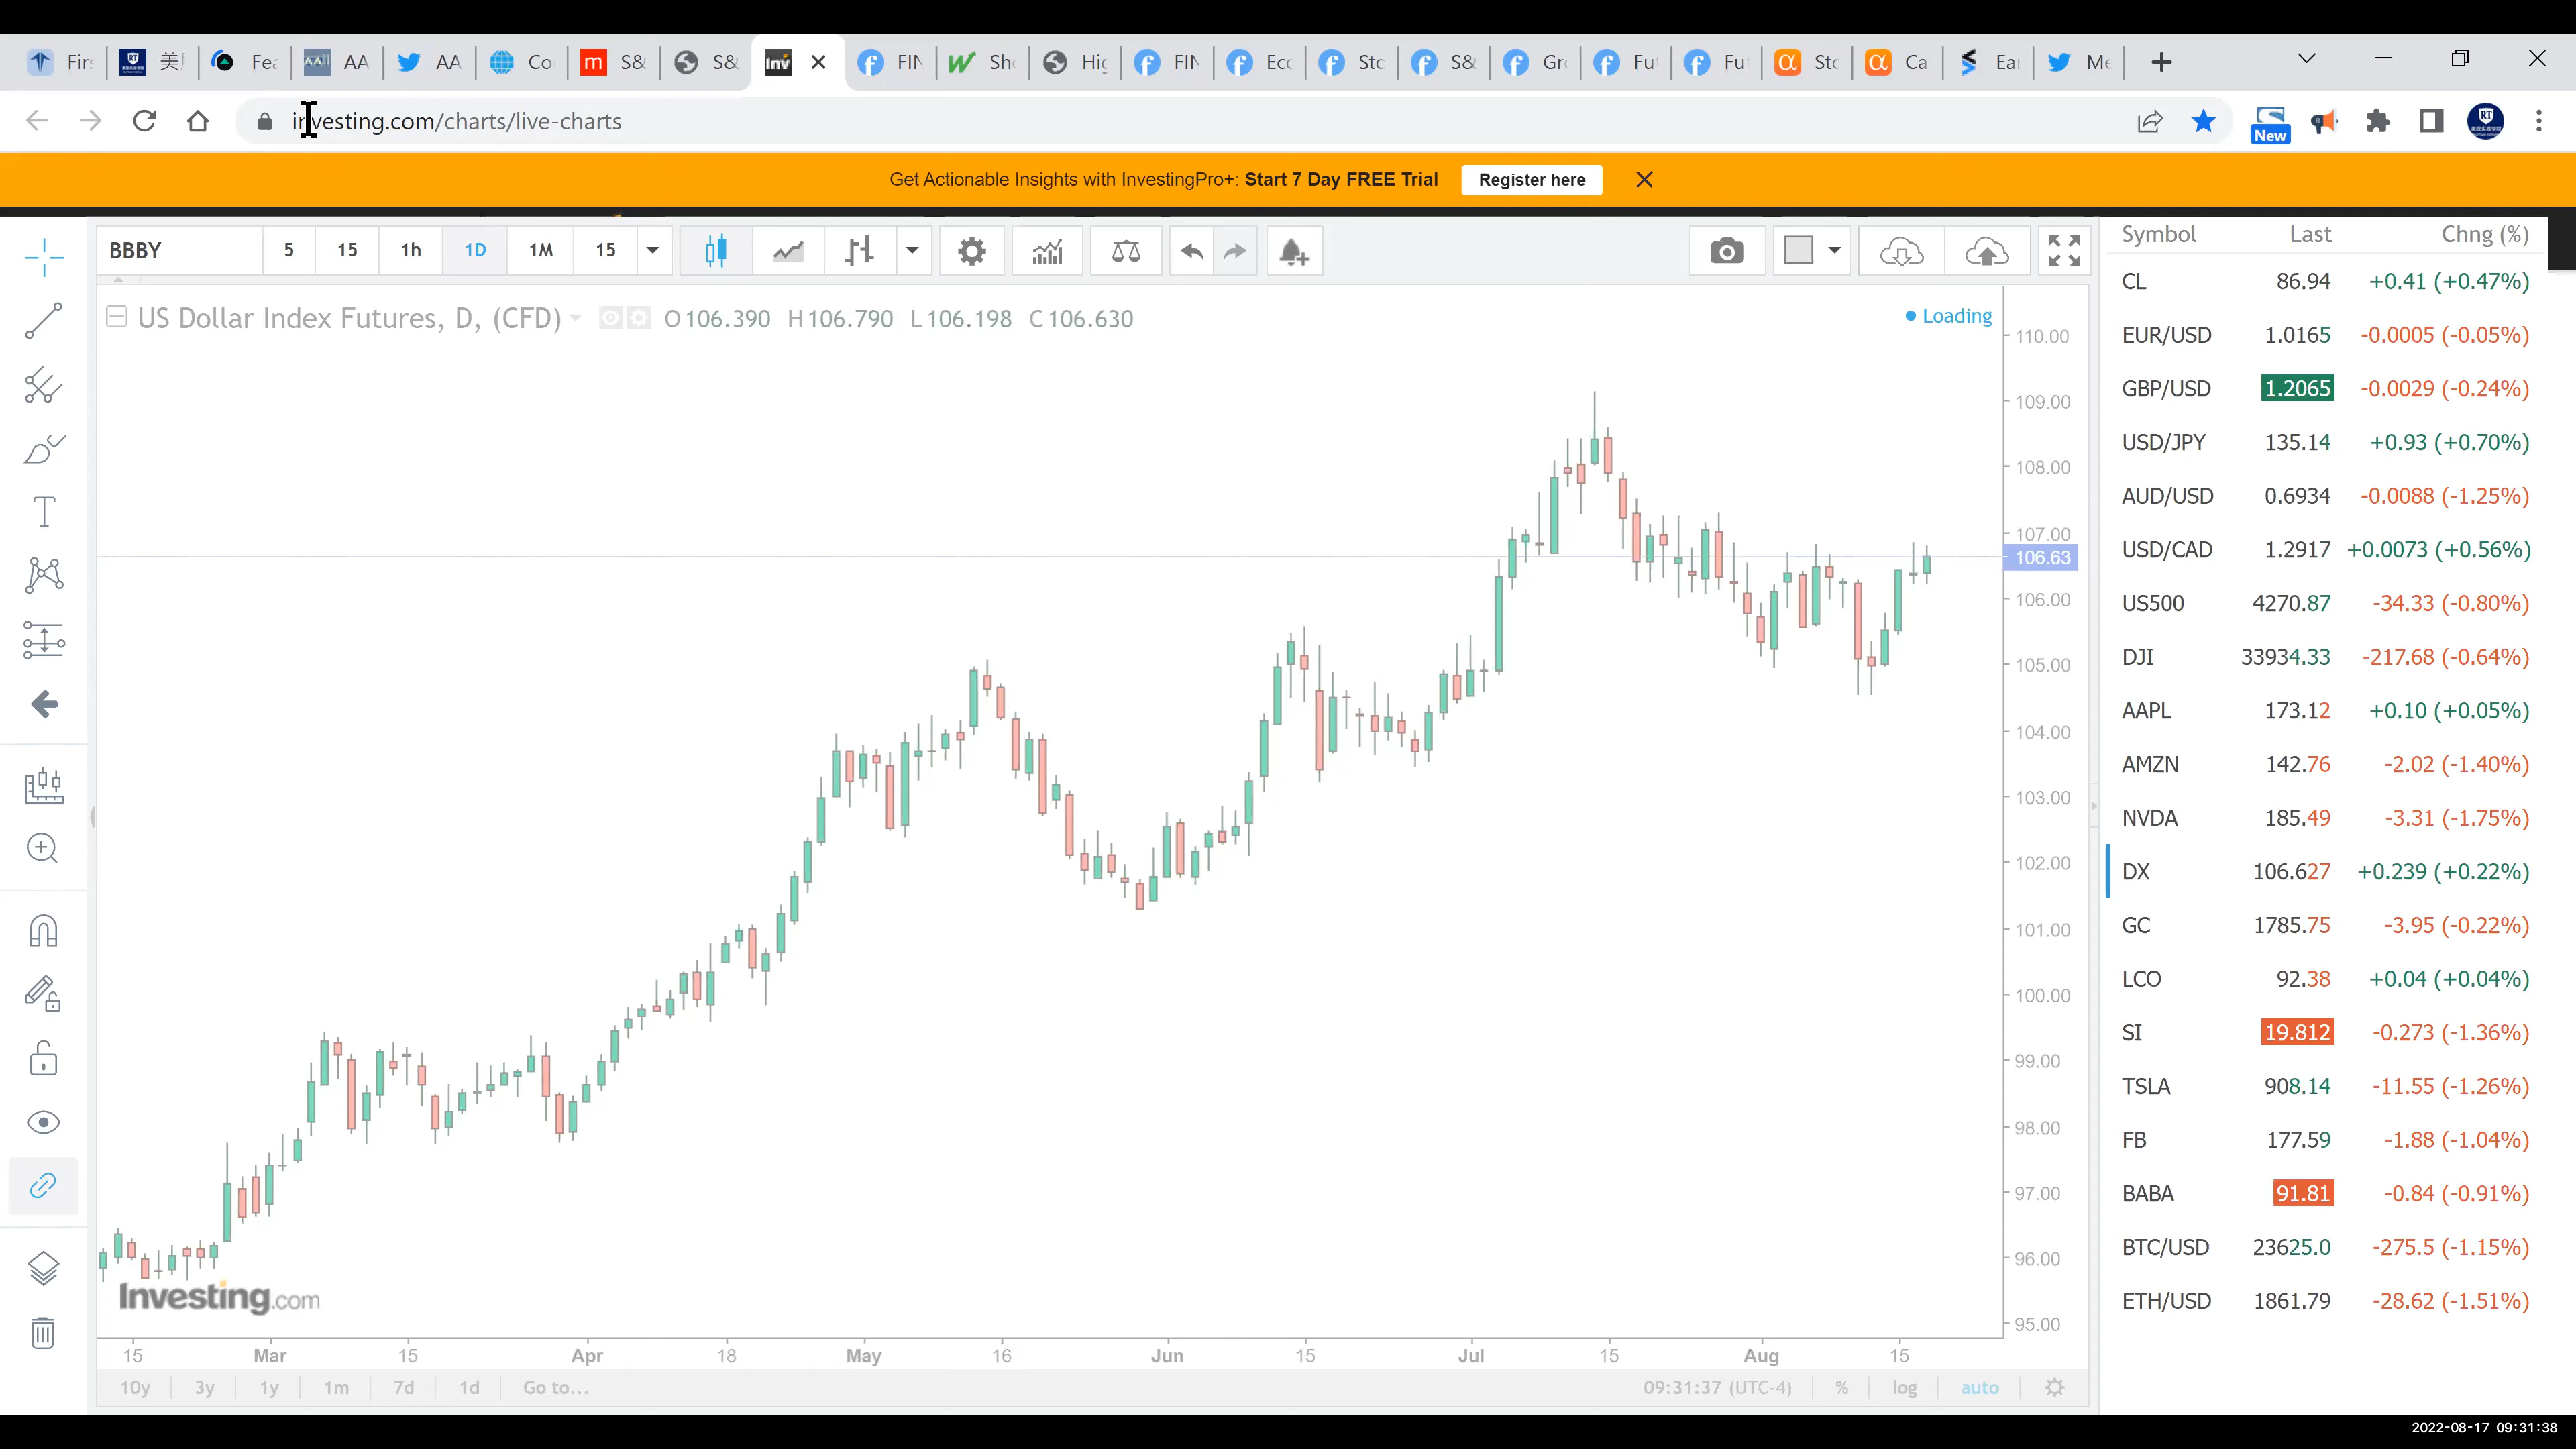 Fir 美 Fea AA AA Co S& S& FIN Sho Hig FIN Ecc Sto S& Gr Fut Fut Sto Ca Ear Me
investing.com/charts/live-charts
New
Get Actionable Insights with InvestingPro+: Start 7 Day FREE Trial Register here
BBBY 5 15 1h 1D 1M 15
US Dollar Index Futures, D, (CFD) O106.390 H106.790 L106.198 C106.630
Loading
110.00
109.00
108.00
107.00
106.63
106.00
105.00
104.00
103.00
102.00
101.00
100.00
99.00
98.00
97.00
96.00
95.00
Investing.com
15 Mar 15 Apr 18 May 16 Jun 15 Jul 15 Aug 15
10y 3y 1y 1m 7d 1d Go to... 09:31:37 (UTC-4) % log auto
Symbol Last Chng (%)
CL 86.94 +0.41 (+0.47%)
EUR/USD 1.0165 -0.0005 (-0.05%)
GBP/USD 1.2065 -0.0029 (-0.24%)
USD/JPY 135.14 +0.93 (+0.70%)
AUD/USD 0.6934 -0.0088 (-1.25%)
USD/CAD 1.2917 +0.0073 (+0.56%)
US500 4270.87 -34.33 (-0.80%)
DJI 33934.33 -217.68 (-0.64%)
AAPL 173.12 +0.10 (+0.05%)
AMZN 142.76 -2.02 (-1.40%)
NVDA 185.49 -3.31 (-1.75%)
DX 106.627 +0.239 (+0.22%)
GC 1785.75 -3.95 (-0.22%)
LCO 92.38 +0.04 (+0.04%)
SI 19.812 -0.273 (-1.36%)
TSLA 908.14 -11.55 (-1.26%)
FB 177.59 -1.88 (-1.04%)
BABA 91.81 -0.84 (-0.91%)
BTC/USD 23625.0 -275.5 (-1.15%)
ETH/USD 1861.79 -28.62 (-1.51%)
2022-08-17 09:31:38